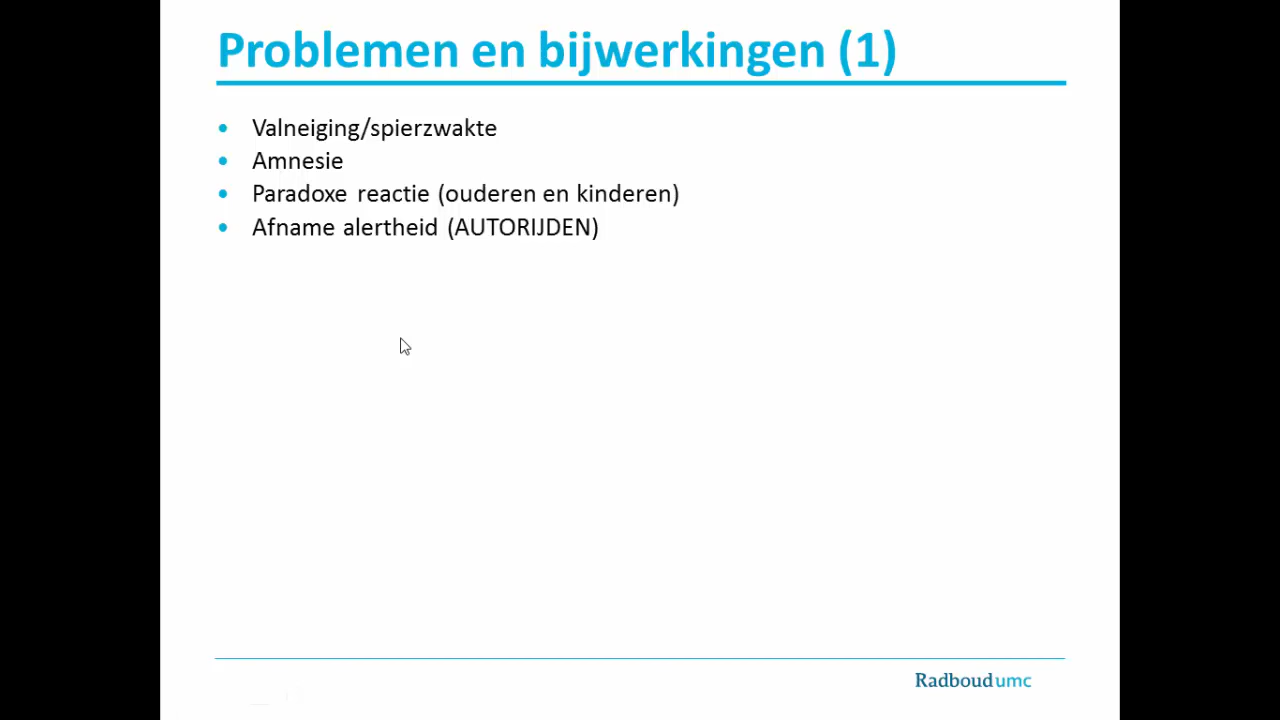 Problemen en bijwerkingen (1)
• Valneiging/spierzwakte
• Amnesie
• Paradoxe reactie (ouderen en kinderen)
• Afname alertheid (AUTORIJDEN)
Radboudumc